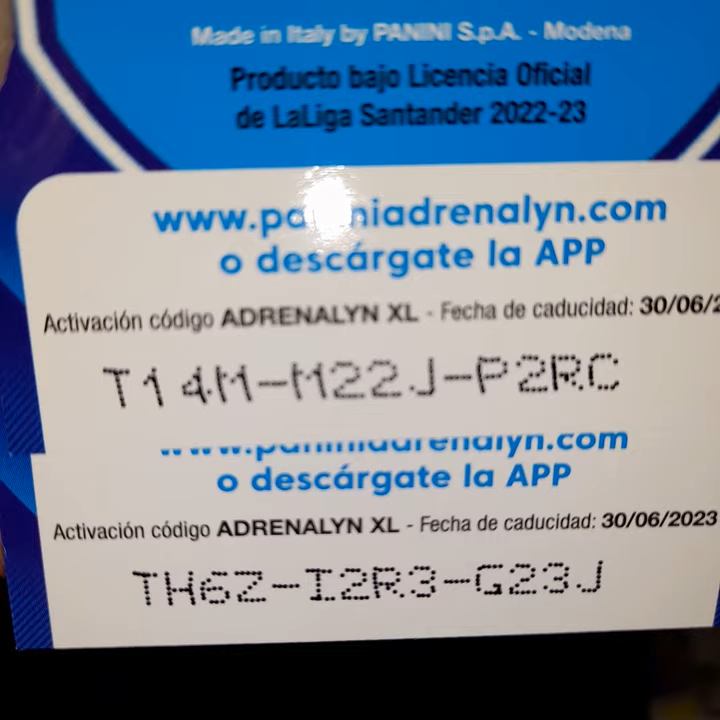 Made in Italy by PANINI S.p.A. - Modena
Producto bajo Licencia Oficial
de LaLiga Santander 2022-23
www.paniniadrenalyn.com
o descárgate la APP
Activación código ADRENALYN XL - Fecha de caducidad: 30/06/2
T14M-M22J-P2RC
www.paniniadrenalyn.com
o descárgate la APP
Activación código ADRENALYN XL - Fecha de caducidad: 30/06/2023
TH6Z-I2R3-G23J